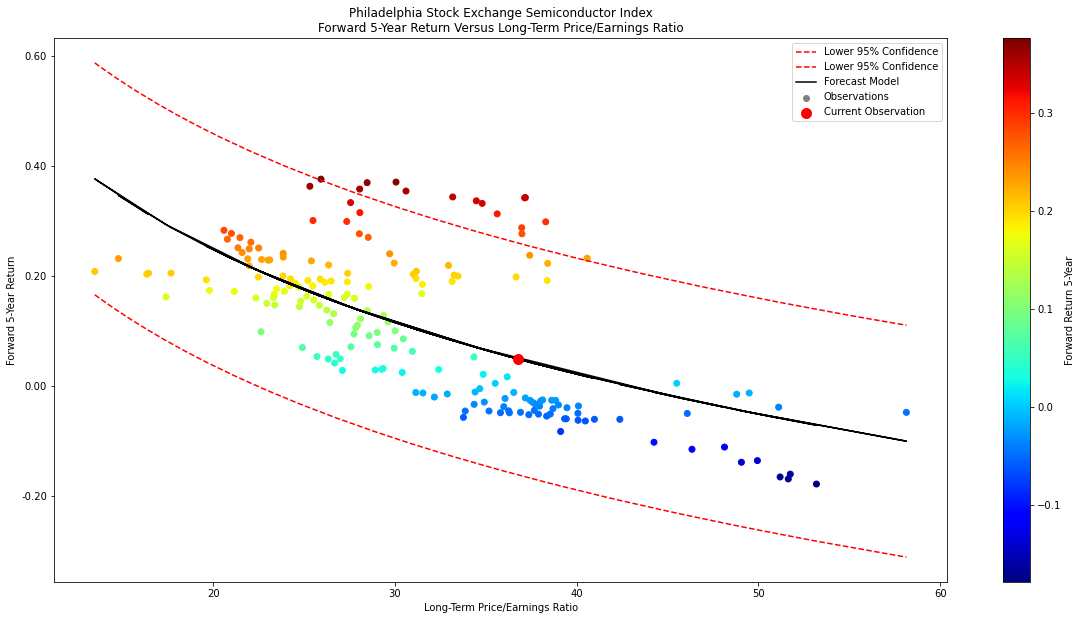 Philadelphia Stock Exchange Semiconductor Index
Forward 5-Year Return Versus Long-Term Price/Earnings Ratio
Lower 95% Confidence
Lower 95% Confidence
Forecast Model
Observations
Current Observation
Forward 5-Year Return
0.60
0.40
0.20
0.00
-0.20
20
30
40
50
60
Long-Term Price/Earnings Ratio
0.3
0.2
0.1
0.0
−0.1
Forward Return 5-Year